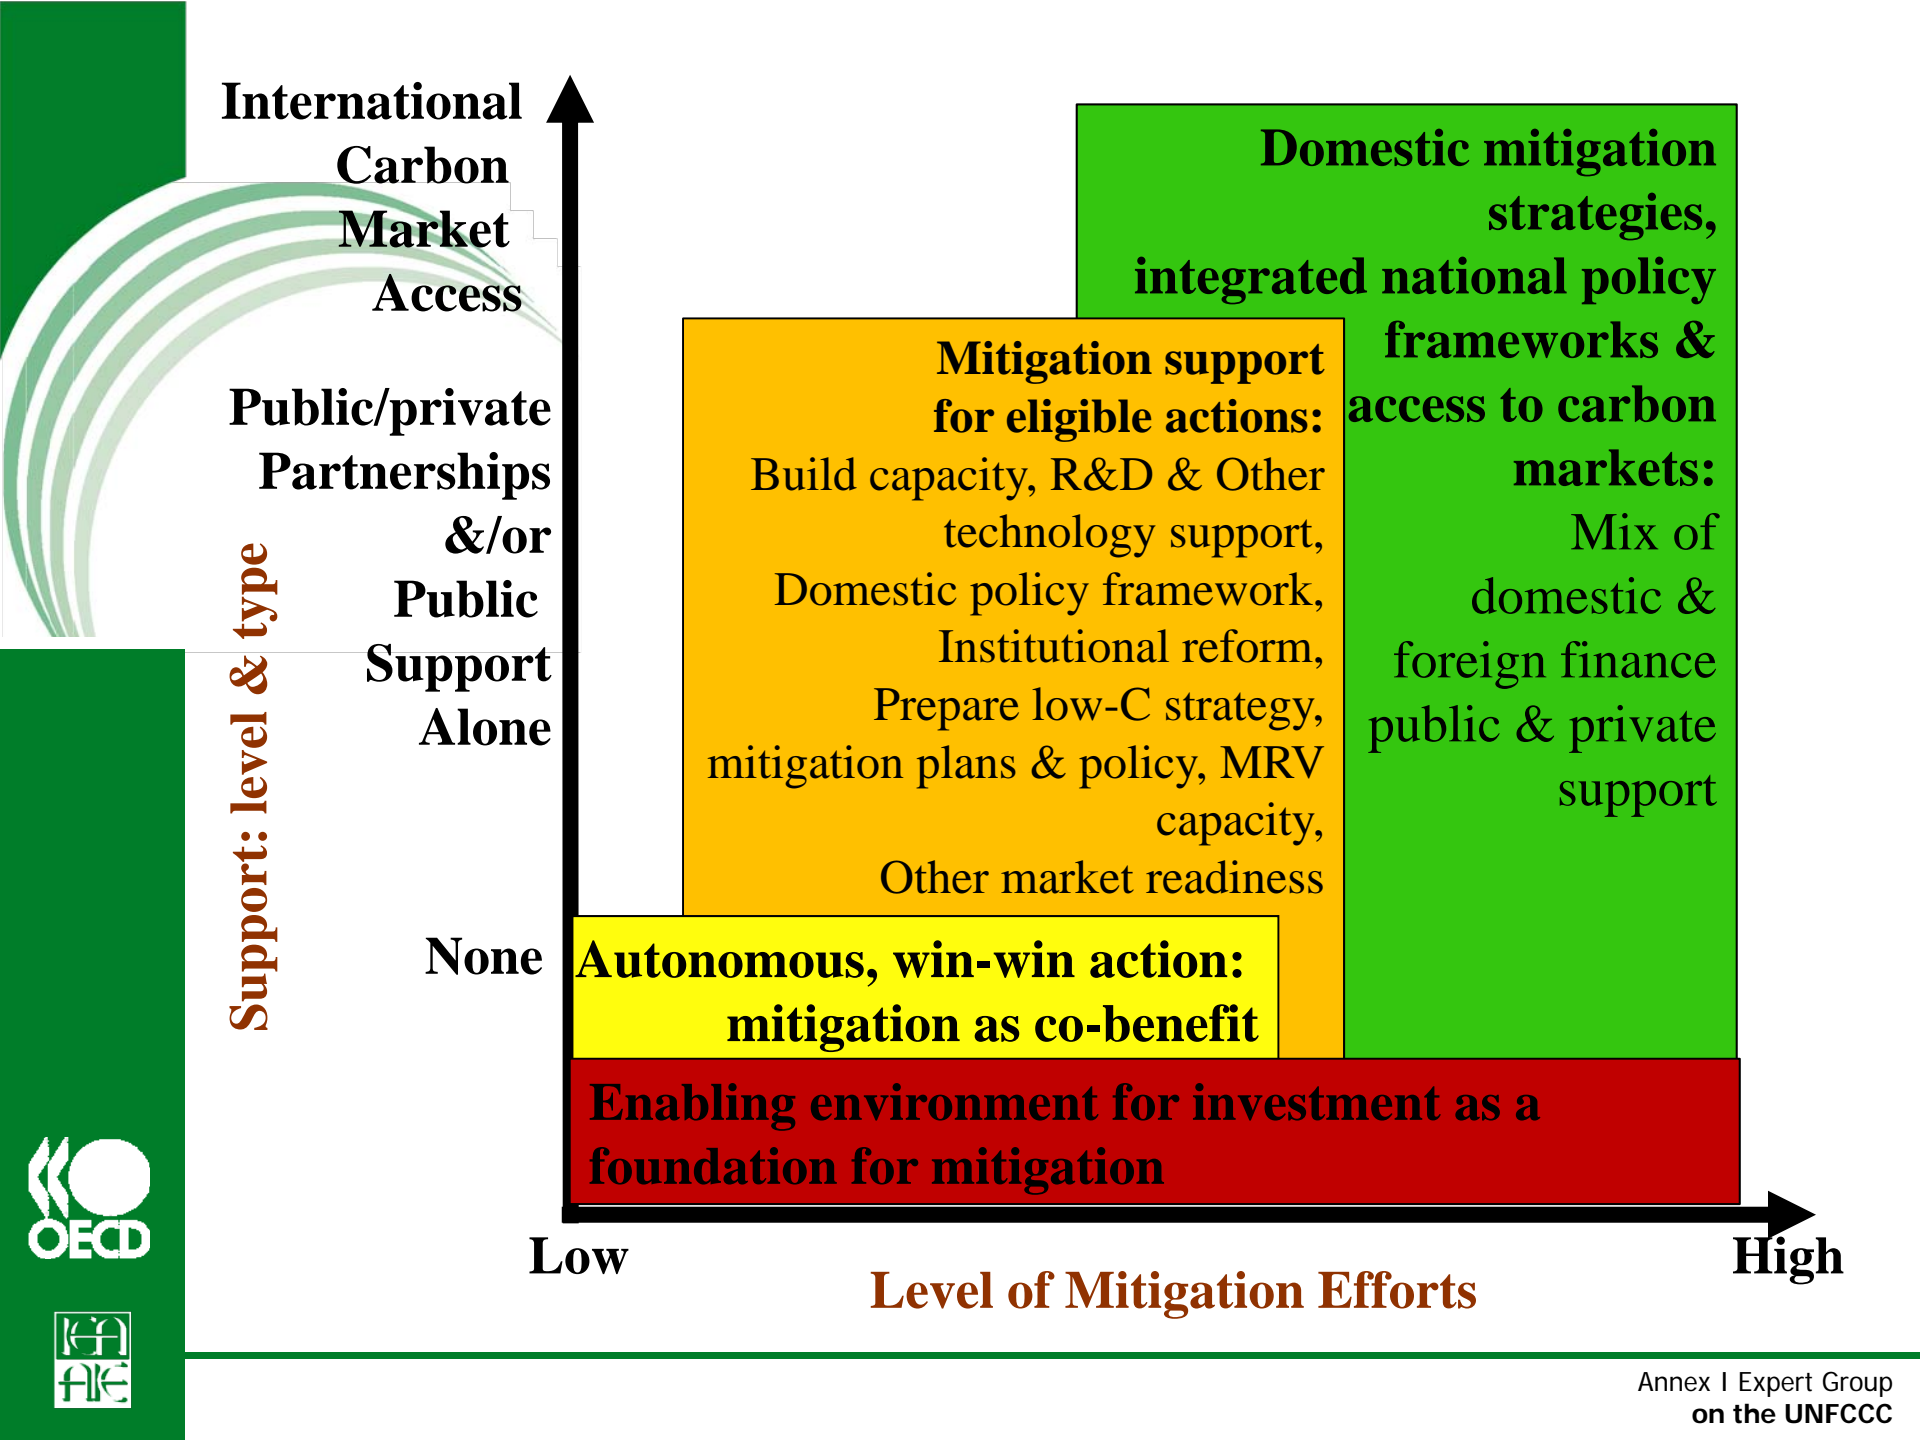 International
Carbon
Market
Access
Public/private
Partnerships
&/or
Public
Support
Alone
None
Support: level & type
Domestic mitigation
strategies,
integrated national policy
frameworks &
access to carbon
markets:
Mix of
domestic &
foreign finance
public & private
support
Mitigation support
for eligible actions:
Build capacity, R&D & Other
technology support,
Domestic policy framework,
Institutional reform,
Prepare low-C strategy,
mitigation plans & policy, MRV
capacity,
Other market readiness
Autonomous, win-win action:
mitigation as co-benefit
Enabling environment for investment as a
foundation for mitigation
Low
High
Level of Mitigation Efforts
OECD
IEA
AIE
Annex I Expert Group
on the UNFCCC